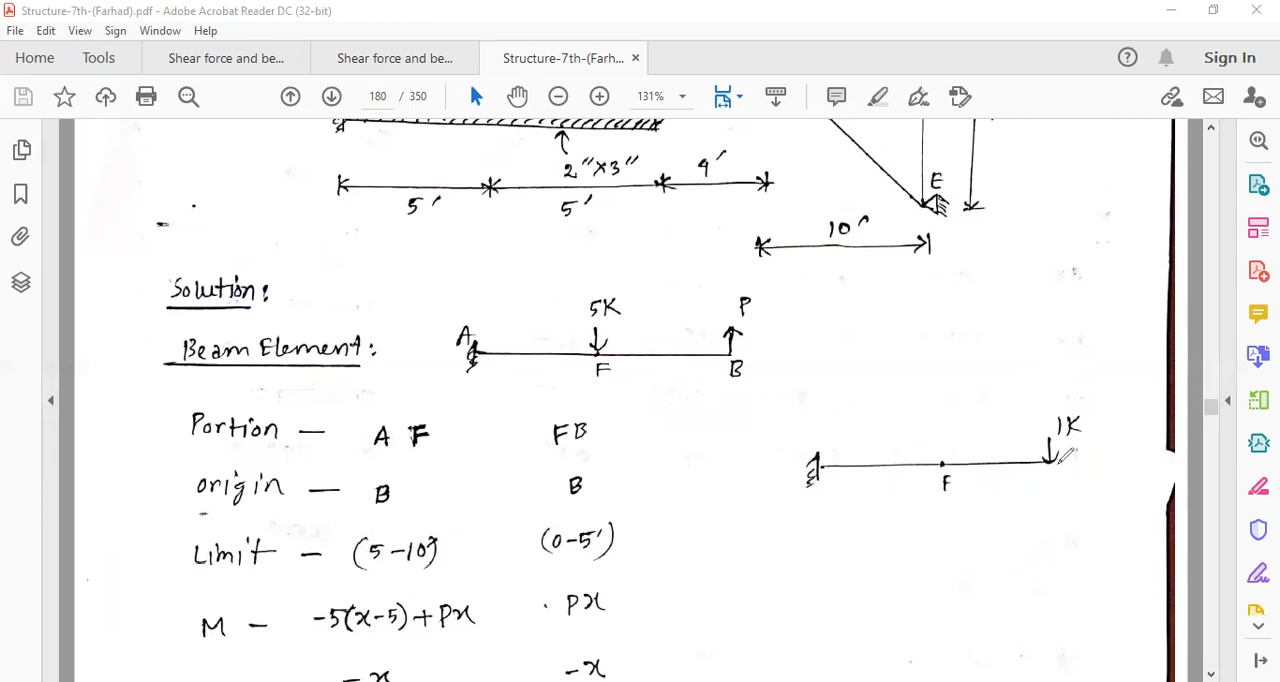 Structure-7th-(Farhad).pdf - Adobe Acrobat Reader DC (32-bit)
File Edit View Sign Window Help
Home Tools Shear force and be... Shear force and be... Structure-7th-(Farh... × Sign In
180 / 350 131%
2"X3" 4'
5' 5'
E
10'
Solution:
5K P
Beam Element: A F B
Portion — A F FB
1K
origin — B B
F
Limit — (5-10') (0-5')
M — -5(x-5)+Px Px
-x -x